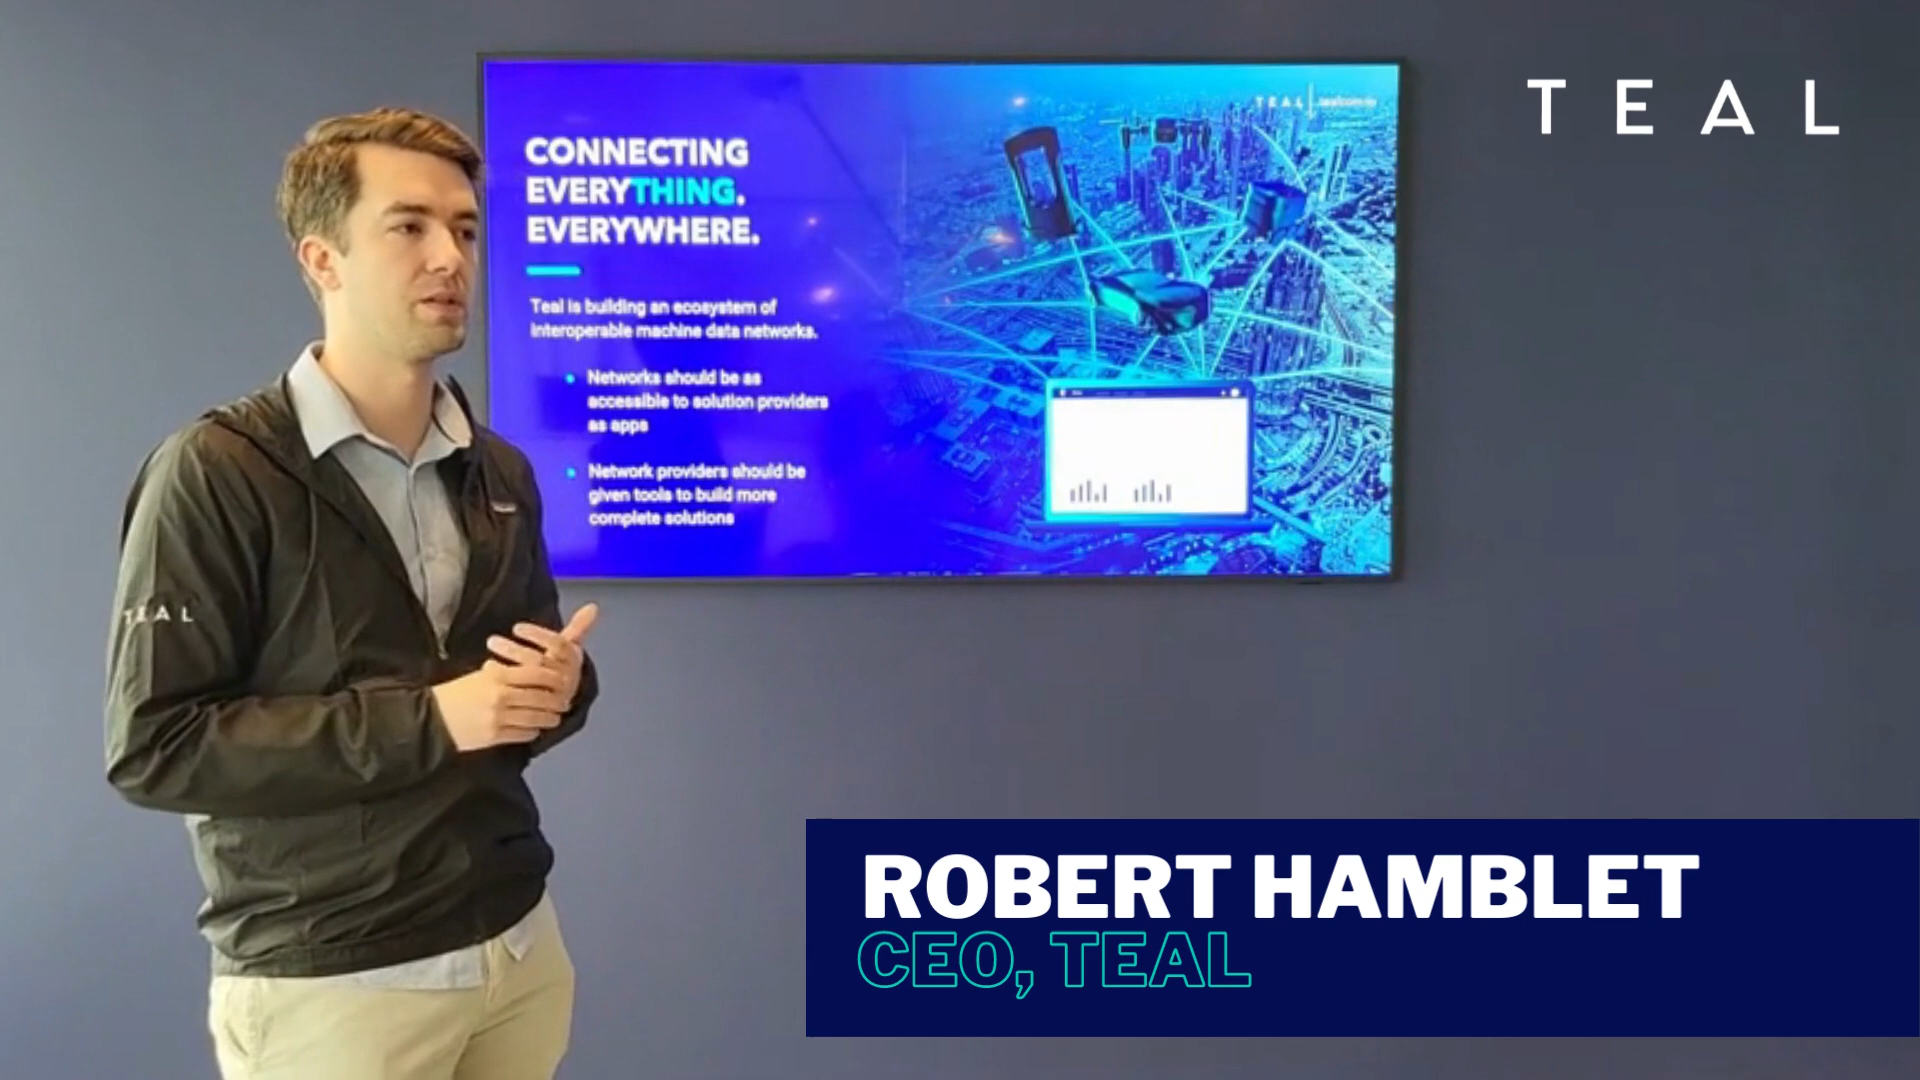 TEAL
TEAL
CONNECTING
EVERYTHING.
EVERYWHERE.
Teal is building an ecosystem of
interoperable machine data networks.
Networks should be as
accessible to solution providers
as apps
Network providers should be
given tools to build more
complete solutions
TEAL
ROBERT HAMBLET
CEO, TEAL